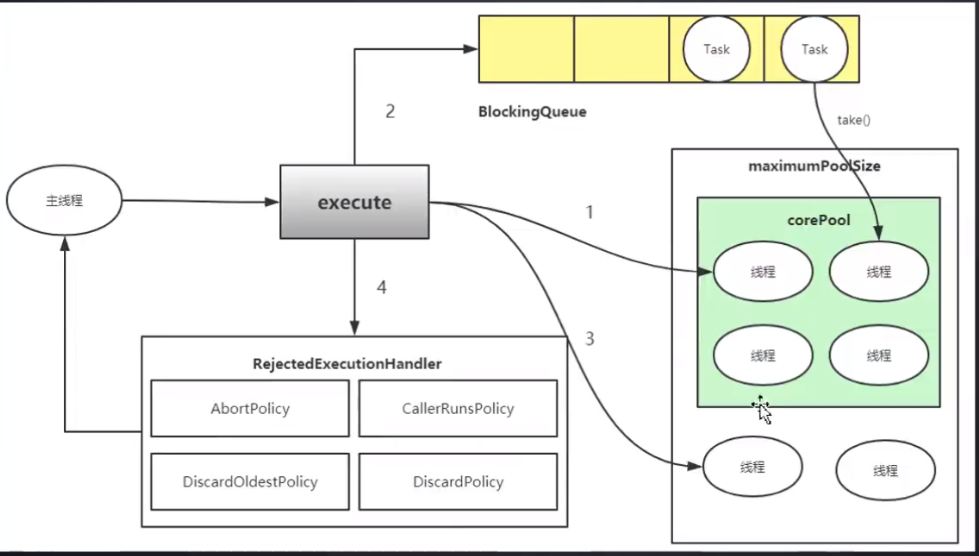 Task
Task
2
BlockingQueue
take()
maximumPoolSize
主线程
execute
1
corePool
线程
线程
4
3
RejectedExecutionHandler
线程
线程
AbortPolicy
CallerRunsPolicy
线程
线程
DiscardOldestPolicy
DiscardPolicy